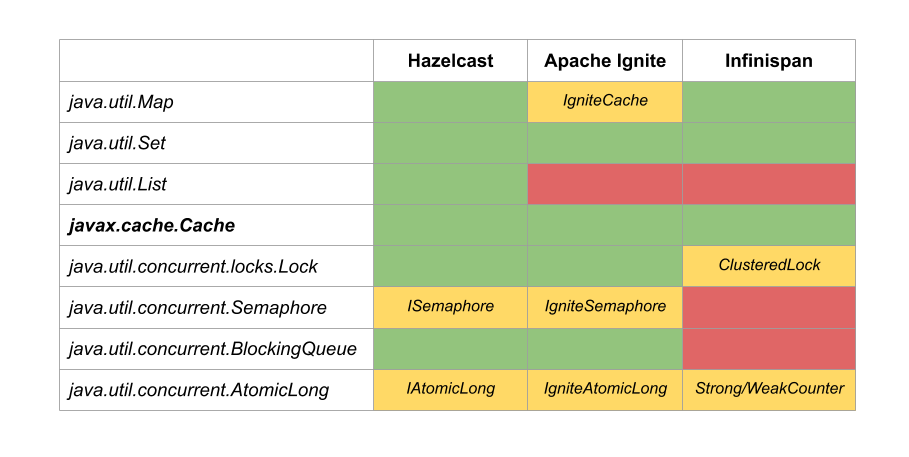 Hazelcast Apache Ignite Infinispan
java.util.Map IgniteCache
java.util.Set
java.util.List
javax.cache.Cache
java.util.concurrent.locks.Lock ClusteredLock
java.util.concurrent.Semaphore ISemaphore IgniteSemaphore
java.util.concurrent.BlockingQueue
java.util.concurrent.AtomicLong IAtomicLong IgniteAtomicLong Strong/WeakCounter